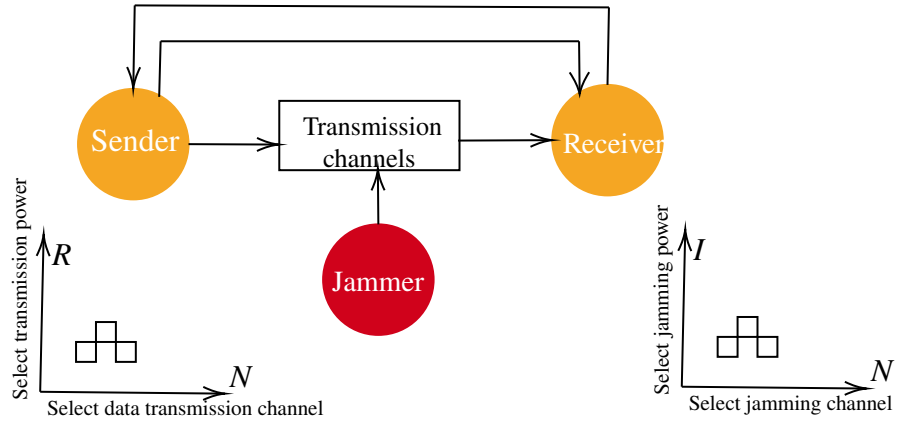 Sender
Transmission
channels
Receiver
Jammer
Select transmission power
R
N
Select data transmission channel
Select jamming power
I
N
Select jamming channel